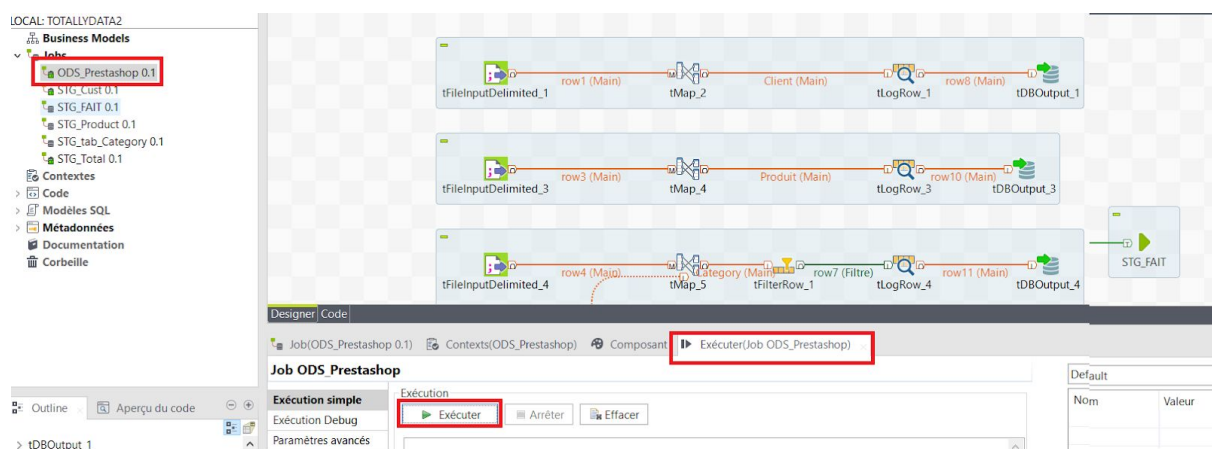 LOCAL: TOTALLYDATA2
Business Models
Jobs
ODS_Prestashop 0.1
STG_Cust 0.1
STG_FAIT 0.1
STG_Product 0.1
STG_tab_Category 0.1
STG_Total 0.1
Contextes
Code
Modèles SQL
Métadonnées
Documentation
Corbeille
row1 (Main)
Client (Main)
row8 (Main)
tFileInputDelimited_1
tMap_2
tLogRow_1
tDBOutput_1
row3 (Main)
Produit (Main)
row10 (Main)
tFileInputDelimited_3
tMap_4
tLogRow_3
tDBOutput_3
row4 (Main)
Category (Main)
row7 (Filtre)
row11 (Main)
tFileInputDelimited_4
tMap_5
tFilterRow_1
tLogRow_4
tDBOutput_4
STG_FAIT
Designer Code
Job(ODS_Prestashop 0.1)
Contexts(ODS_Prestashop)
Composant
Exécuter(Job ODS_Prestashop)
Job ODS_Prestashop
Default
Exécution simple
Exécution
Nom
Valeur
Outline
Aperçu du code
Exécution Debug
Exécuter
Arrêter
Effacer
Paramètres avancés
tDBOutput_1